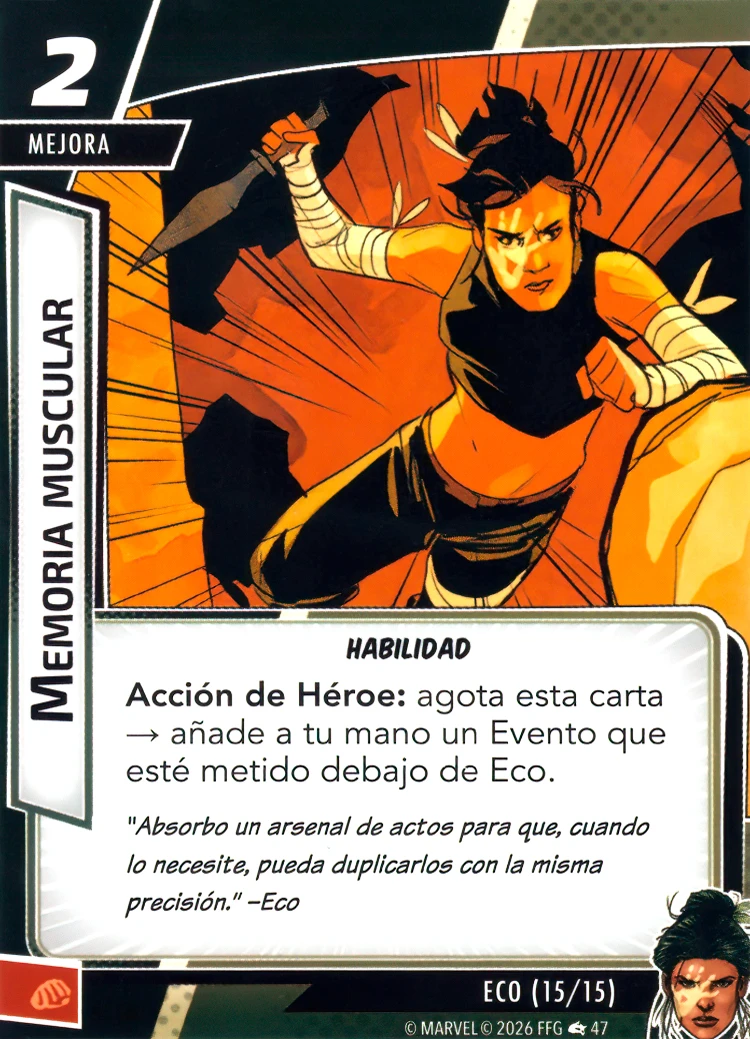 2
MEJORA
MEMORIA MUSCULAR
HABILIDAD
Acción de Héroe: agota esta carta
→ añade a tu mano un Evento que
esté metido debajo de Eco.
"Absorbo un arsenal de actos para que, cuando
lo necesite, pueda duplicarlos con la misma
precisión." –Eco
ECO (15/15)
© MARVEL © 2026 FFG 47